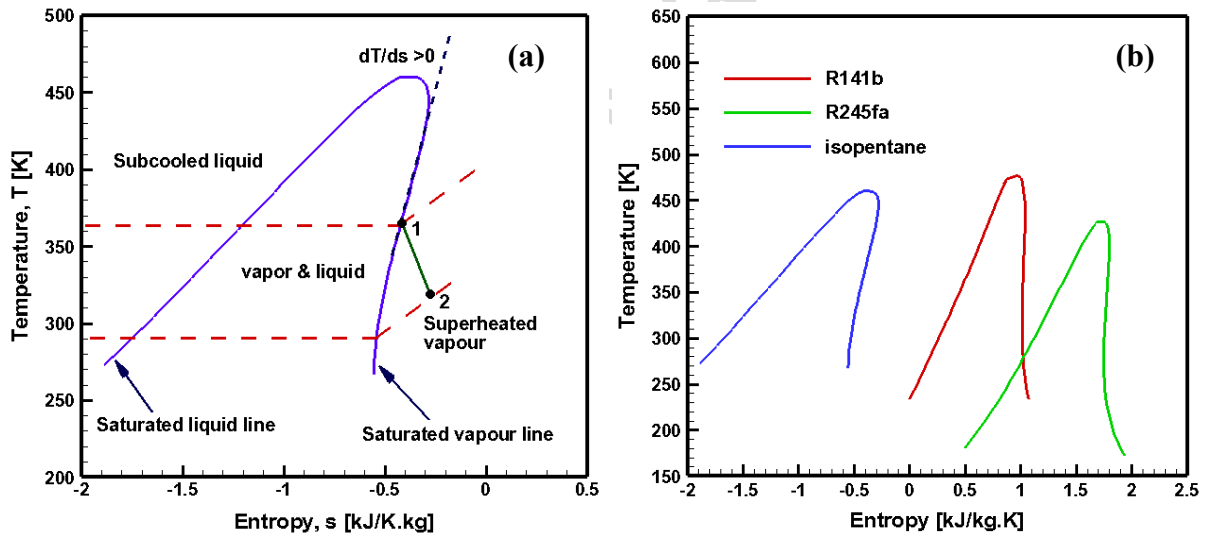 500
450
400
350
300
250
200
-2
-1.5
-1
-0.5
0
0.5
Temperature, T [K]
Entropy, s [kJ/K.kg]
dT/ds >0
(a)
Subcooled liquid
1
vapor & liquid
2
Superheated
vapour
Saturated liquid line
Saturated vapour line
650
600
550
500
450
400
350
300
250
200
150
-2
-1.5
-1
-0.5
0
0.5
1
1.5
2
2.5
Temperature [K]
Entropy [kJ/kg.K]
(b)
R141b
R245fa
isopentane